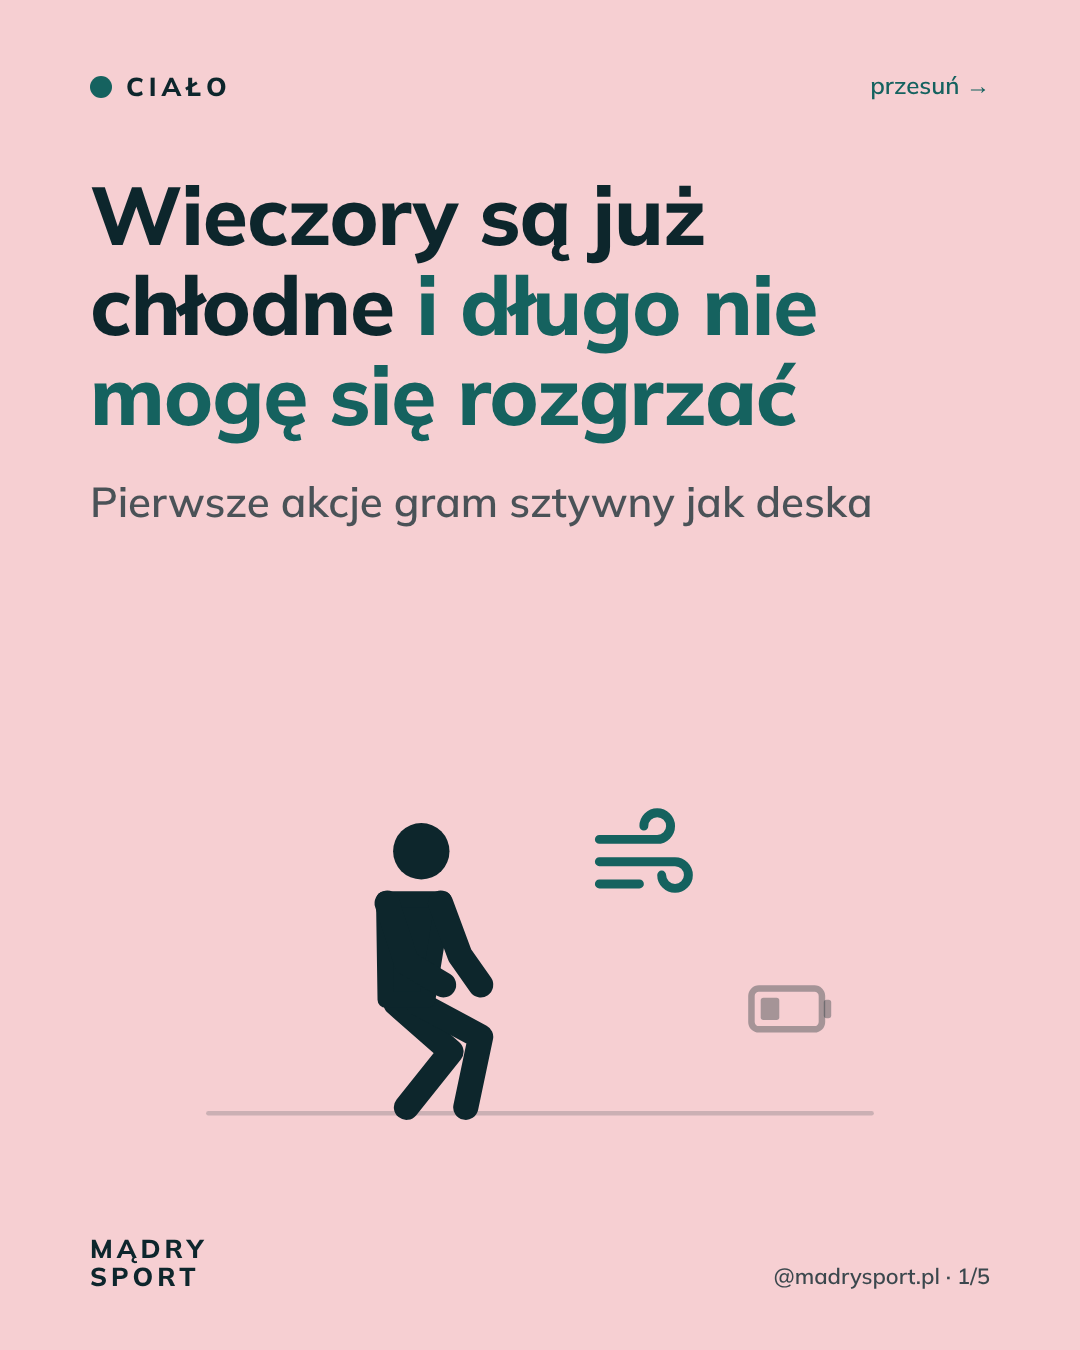 CIAŁO
przesuń →
Wieczory są już
chłodne i długo nie
mogę się rozgrzać
Pierwsze akcje gram sztywny jak deska
MĄDRY
SPORT
@madrysport.pl · 1/5